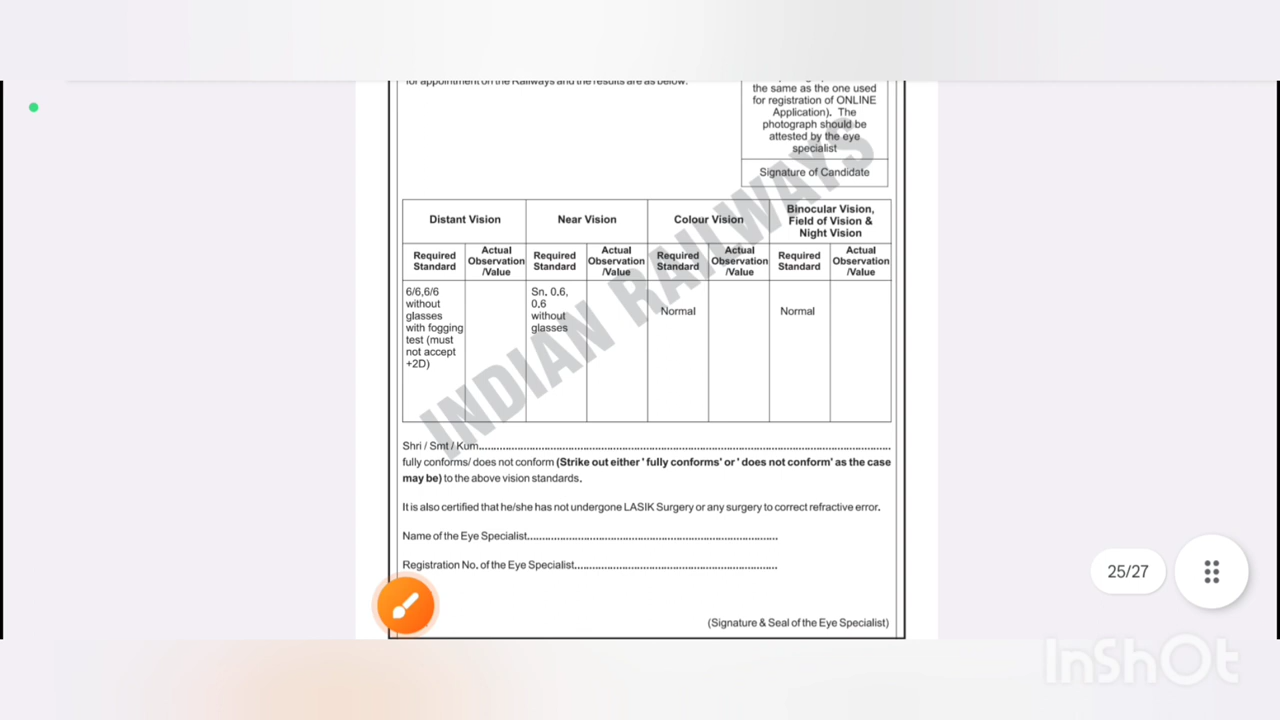 for appointment on the Railways and the results are as below:
the same as the one used
for registration of ONLINE
Application). The
photograph should be
attested by the eye
specialist
Signature of Candidate
Distant Vision
Near Vision
Colour Vision
Binocular Vision,
Field of Vision &
Night Vision
Required
Standard
Actual
Observation
/Value
Required
Standard
Actual
Observation
/Value
Required
Standard
Actual
Observation
/Value
Required
Standard
Actual
Observation
/Value
6/6,6/6
without
glasses
with fogging
test (must
not accept
+2D)
Sn. 0.6,
0.6
without
glasses
Normal
Normal
INDIAN RAILWAYS
Shri / Smt / Kum....................................................................................................
fully conforms/ does not conform (Strike out either ' fully conforms' or ' does not conform' as the case
may be) to the above vision standards.
It is also certified that he/she has not undergone LASIK Surgery or any surgery to correct refractive error.
Name of the Eye Specialist..............................................................................
Registration No. of the Eye Specialist...............................................................
(Signature & Seal of the Eye Specialist)
25/27
InShOt